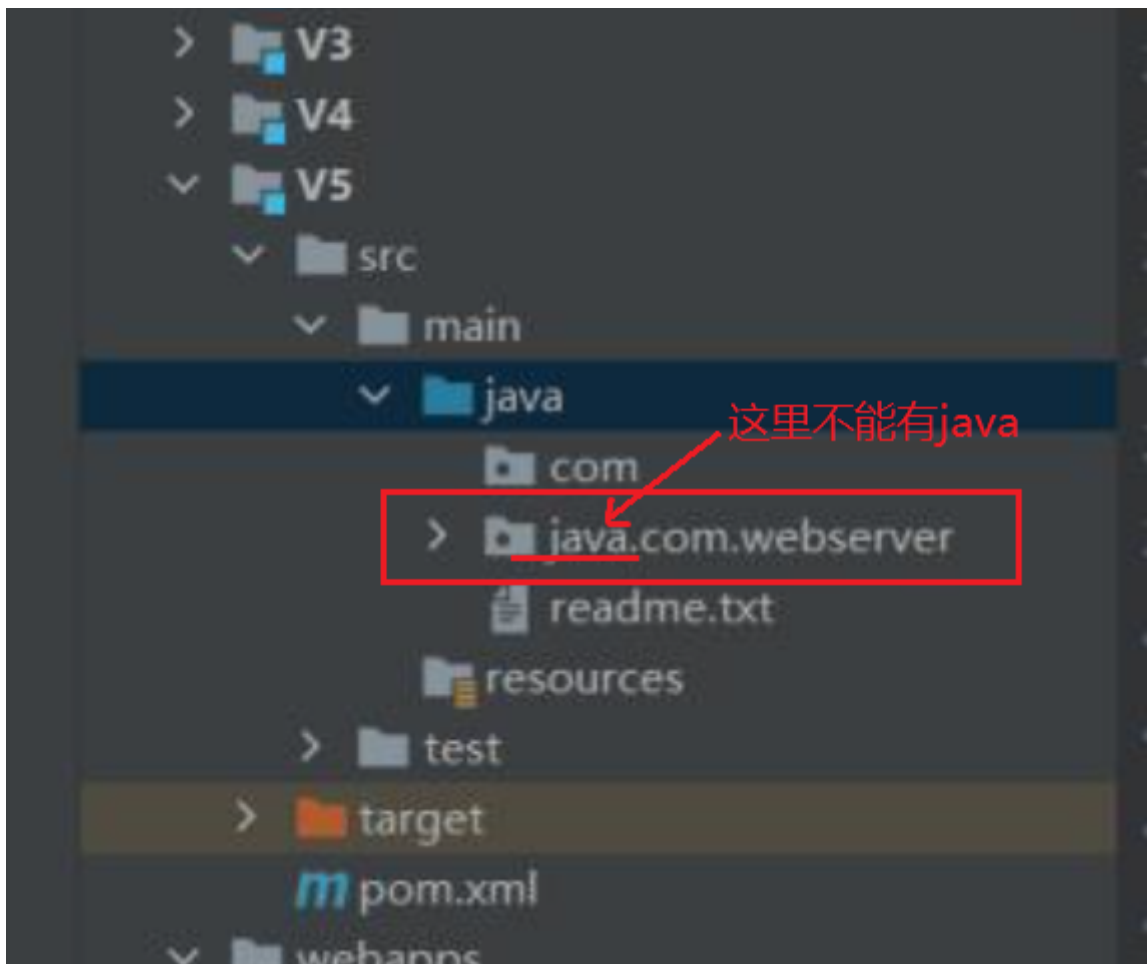 V3
V4
V5
src
main
java
这里不能有java
com
java.com.webserver
readme.txt
resources
test
target
pom.xml
webapps